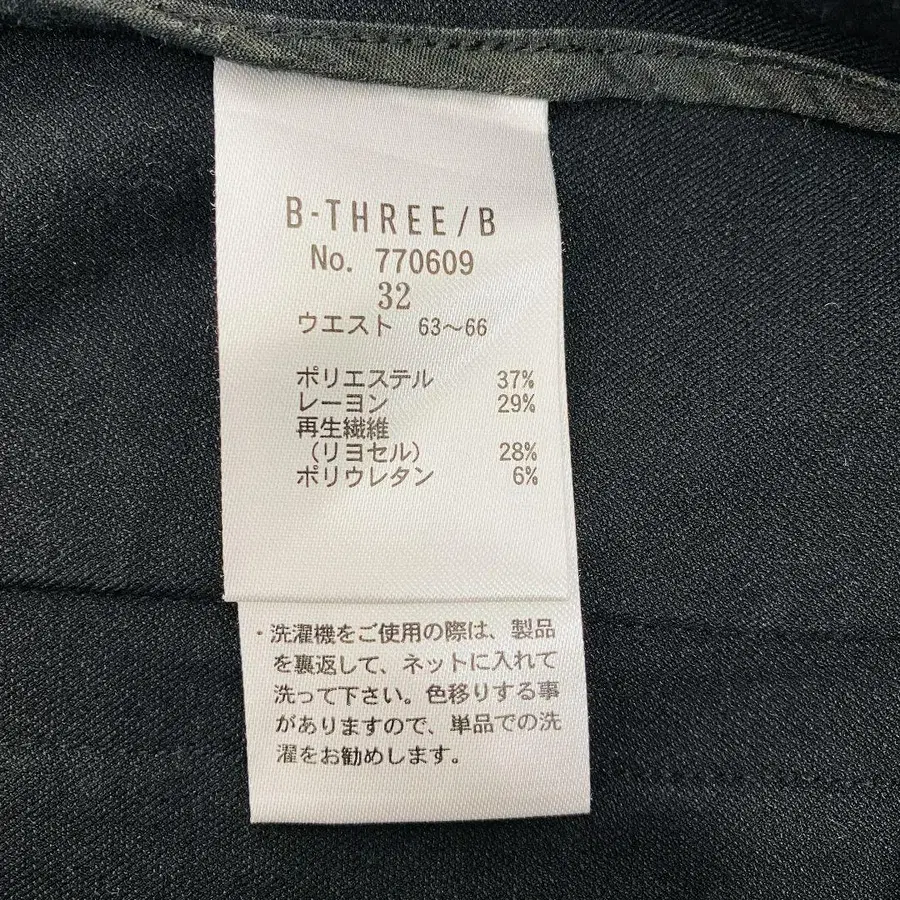 B-THREE/B
No. 770609
32
ウエスト 63〜66
ポリエステル 37%
レーヨン 29%
再生繊維
(リヨセル) 28%
ポリウレタン 6%
・洗濯機をご使用の際は、製品
を裏返して、ネットに入れて
洗って下さい。色移りする事
がありますので、単品での洗
濯をお勧めします。